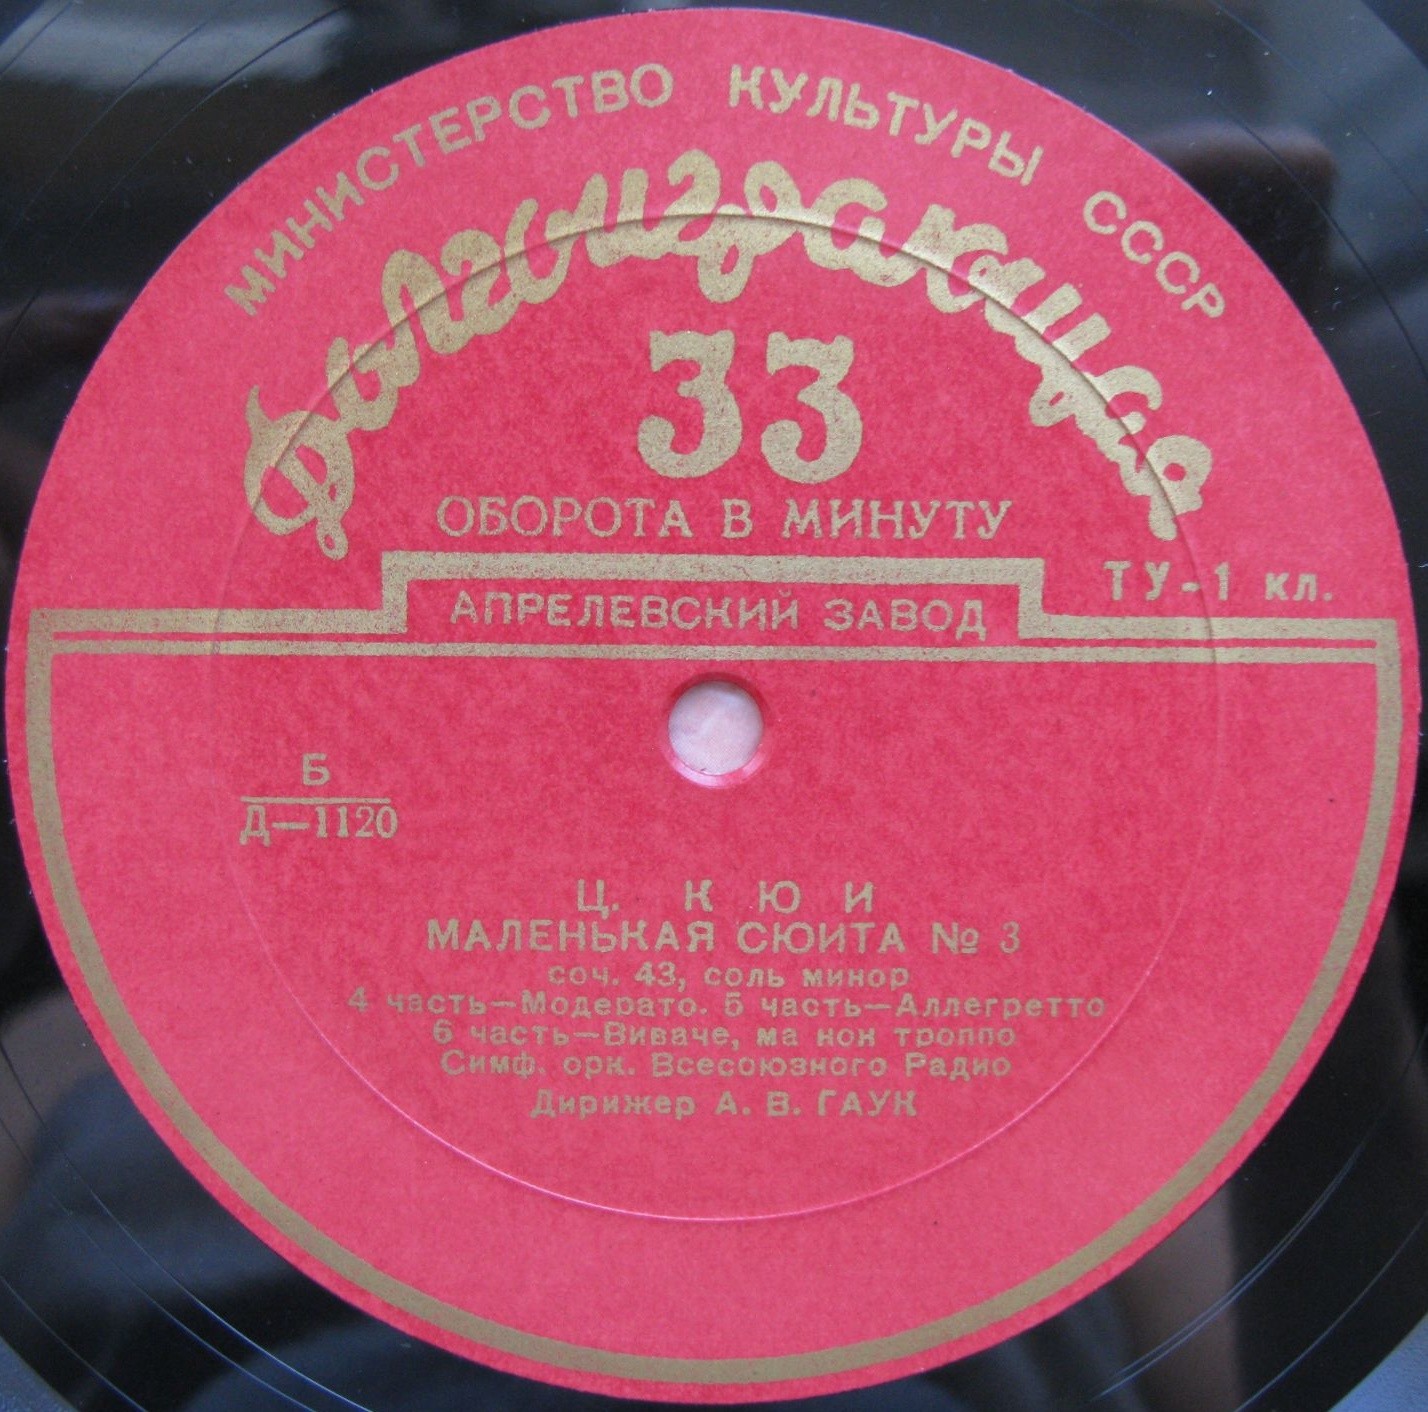 МИНИСТЕРСТВО КУЛЬТУРЫ СССР
Долгоиграющая
33
ОБОРОТА В МИНУТУ
ТУ-1 кл.
АПРЕЛЕВСКИЙ ЗАВОД
Б
Д—1120
Ц. КЮИ
МАЛЕНЬКАЯ СЮИТА № 3
соч. 43, соль минор
4 часть—Модерато. 5 часть—Аллегретто
6 часть—Виваче, ма нон троппо
Симф. орк. Всесоюзного Радио
Дирижер А. В. ГАУК